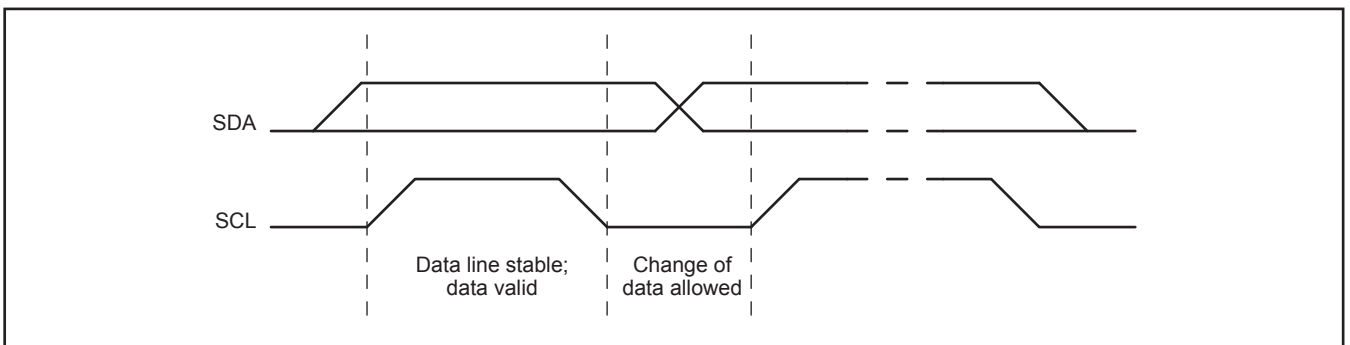 SDA
SCL
Data line stable;
data valid
Change of
data allowed